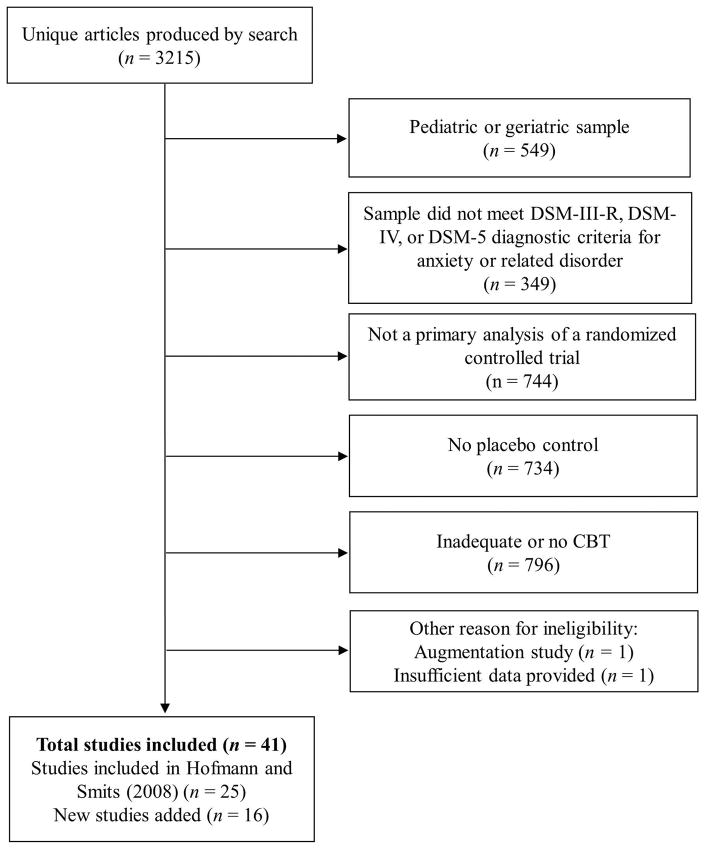 Unique articles produced by search
(n = 3215)
Pediatric or geriatric sample
(n = 549)
Sample did not meet DSM-III-R, DSM-
IV, or DSM-5 diagnostic criteria for
anxiety or related disorder
(n = 349)
Not a primary analysis of a randomized
controlled trial
(n = 744)
No placebo control
(n = 734)
Inadequate or no CBT
(n = 796)
Other reason for ineligibility:
Augmentation study (n = 1)
Insufficient data provided (n = 1)
Total studies included (n = 41)
Studies included in Hofmann and
Smits (2008) (n = 25)
New studies added (n = 16)